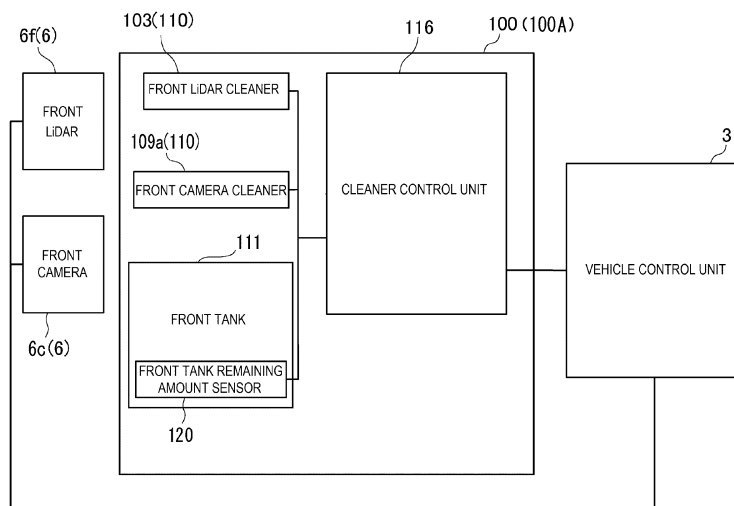 103(110)
116
100(100A)
6f(6)
FRONT
LiDAR
FRONT LiDAR CLEANER
109a(110)
FRONT CAMERA CLEANER
CLEANER CONTROL UNIT
3
FRONT
CAMERA
6c(6)
111
FRONT TANK
FRONT TANK REMAINING
AMOUNT SENSOR
120
VEHICLE CONTROL UNIT